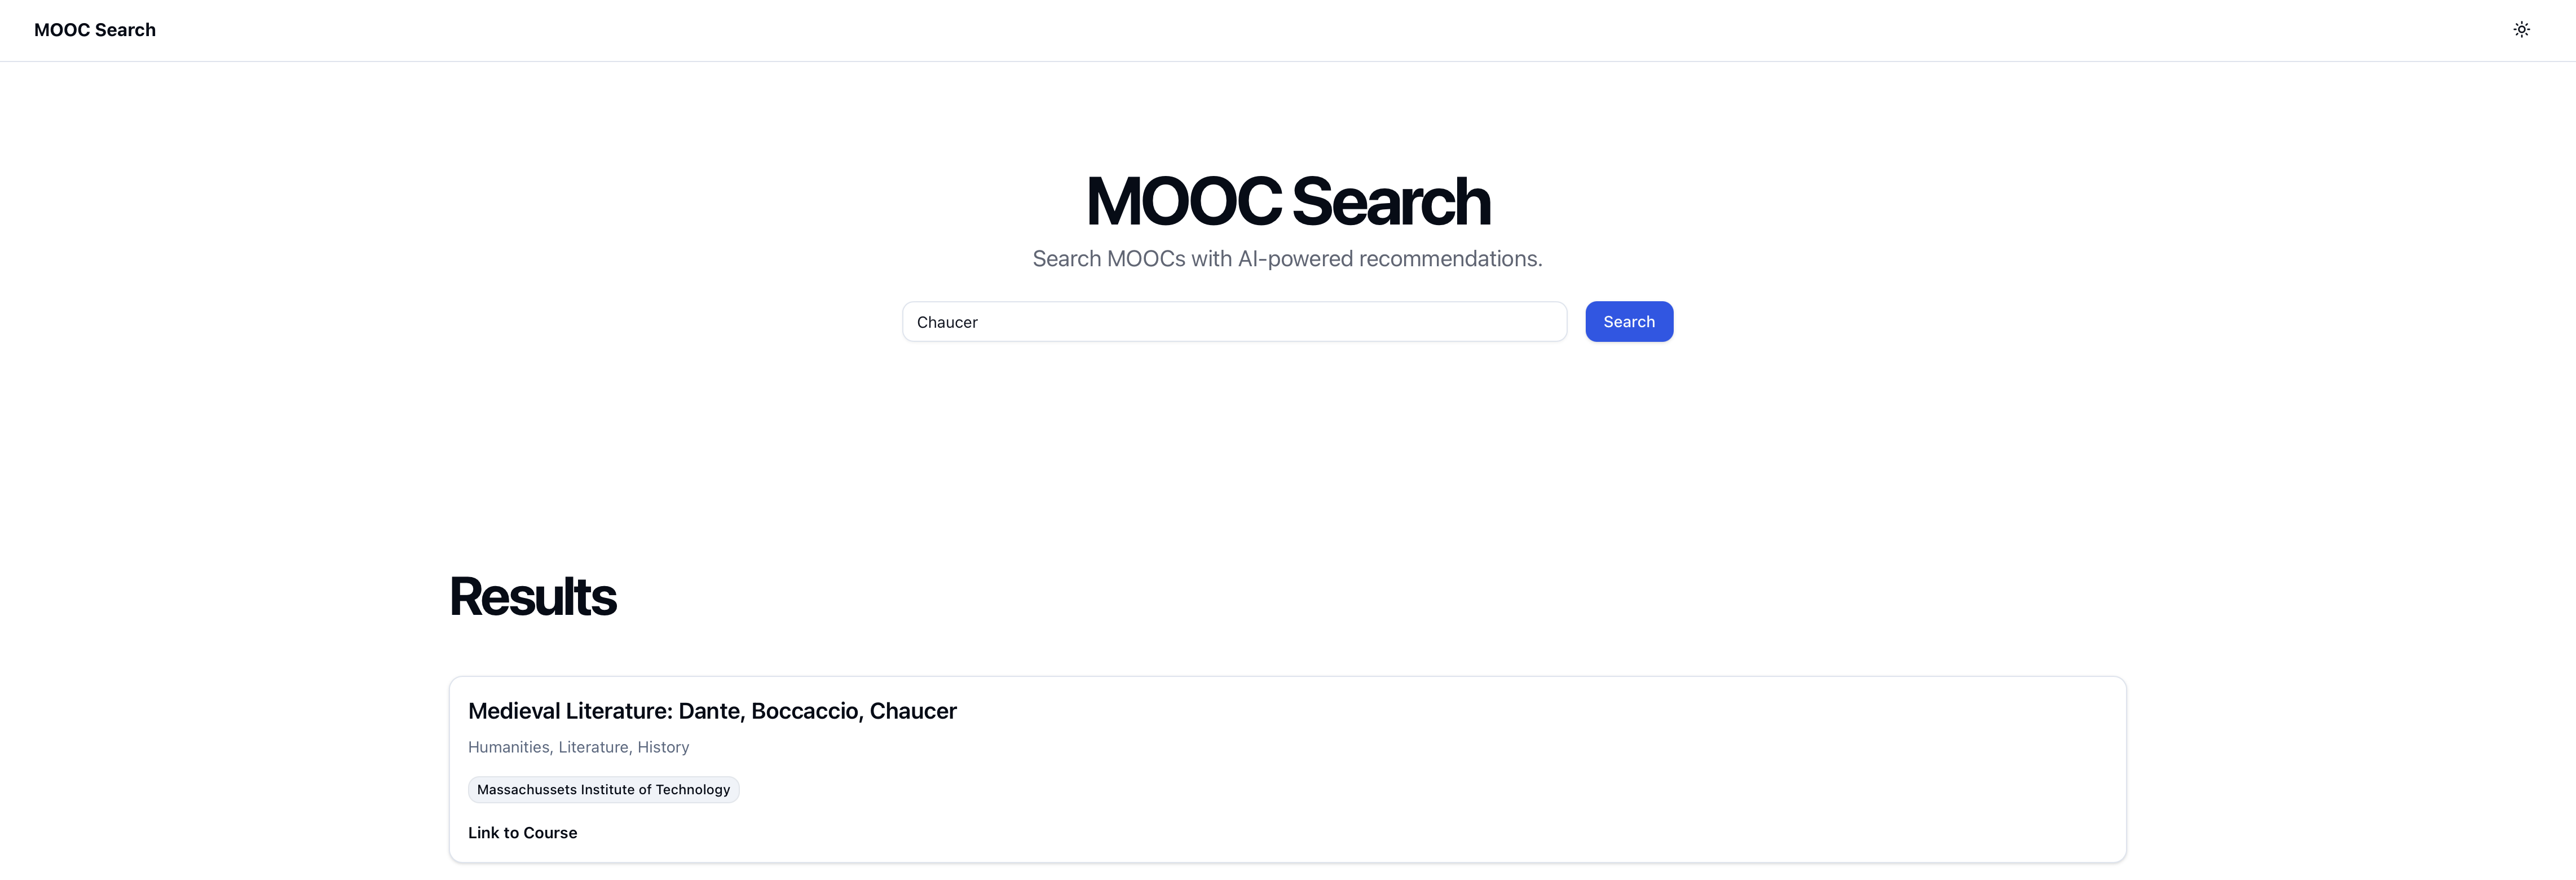 MOOC Search
MOOC Search
Search MOOCs with AI-powered recommendations.
Chaucer
Search
Results
Medieval Literature: Dante, Boccaccio, Chaucer
Humanities, Literature, History
Massachussets Institute of Technology
Link to Course